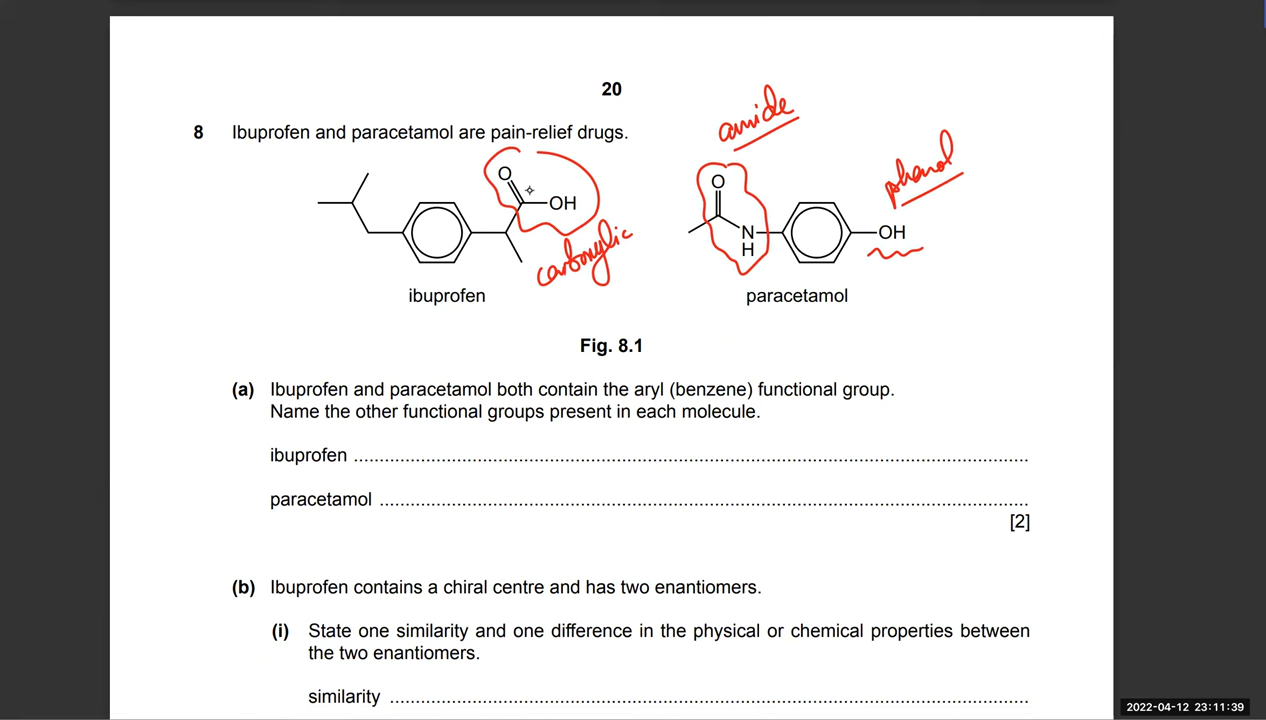 20
amide
8 Ibuprofen and paracetamol are pain-relief drugs.
phenol
O
OH
O
N
H
OH
carboxylic
ibuprofen
paracetamol
Fig. 8.1
(a) Ibuprofen and paracetamol both contain the aryl (benzene) functional group.
Name the other functional groups present in each molecule.
ibuprofen ................................................................
paracetamol ................................................................
[2]
(b) Ibuprofen contains a chiral centre and has two enantiomers.
(i) State one similarity and one difference in the physical or chemical properties between
the two enantiomers.
similarity ................................................................
2022-04-12 23:11:39